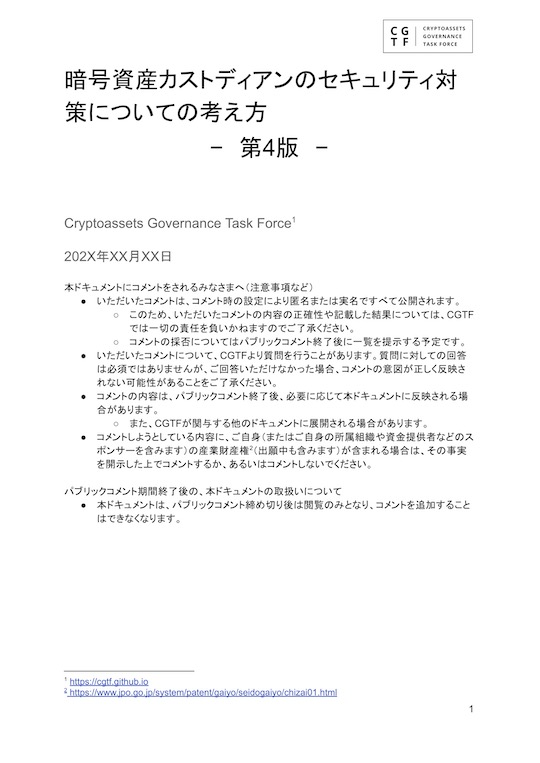 CG
TF
CRYPTOASSETS
GOVERNANCE
TASK FORCE
暗号資産カストディアンのセキュリティ対
策についての考え方
－ 第4版 －
Cryptoassets Governance Task Force1
202X年XX月XX日
本ドキュメントにコメントをされるみなさまへ（注意事項など）
● いただいたコメントは、コメント時の設定により匿名または実名ですべて公開されます。
○ このため、いただいたコメントの内容の正確性や記載した結果については、CGTF
では一切の責任を負いかねますのでご了承ください。
○ コメントの採否についてはパブリックコメント終了後に一覧を提示する予定です。
● いただいたコメントについて、CGTFより質問を行うことがあります。質問に対しての回答
は必須ではありませんが、ご回答いただけなかった場合、コメントの意図が正しく反映さ
れない可能性があることをご了承ください。
● コメントの内容は、パブリックコメント終了後、必要に応じて本ドキュメントに反映される場
合があります。
○ また、CGTFが関与する他のドキュメントに展開される場合があります。
● コメントしようとしている内容に、ご自身（またはご自身の所属組織や資金提供者などのス
ポンサーを含みます）の産業財産権2（出願中も含みます）が含まれる場合は、その事実
を開示した上でコメントするか、あるいはコメントしないでください。
パブリックコメント期間終了後の、本ドキュメントの取扱いについて
● 本ドキュメントは、パブリックコメント締め切り後は閲覧のみとなり、コメントを追加すること
はできなくなります。
1 https://cgtf.github.io
2 https://www.jpo.go.jp/system/patent/gaiyo/seidogaiyo/chizai01.html
1